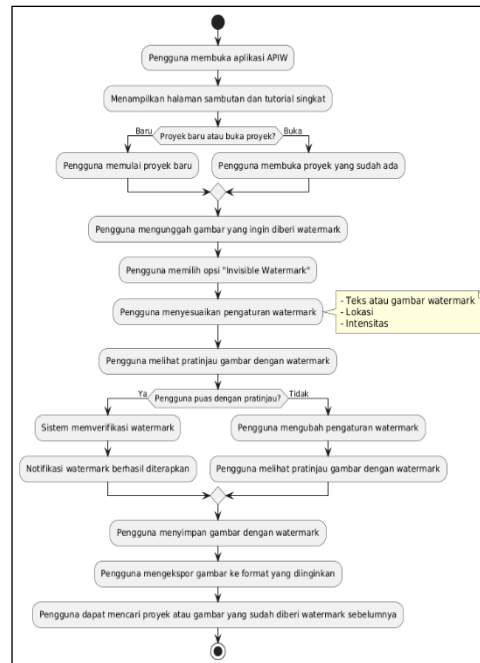 Pengguna membuka aplikasi APIW
Menampilkan halaman sambutan dan tutorial singkat
Baru
Proyek baru atau buka proyek?
Buka
Pengguna memulai proyek baru
Pengguna membuka proyek yang sudah ada
Pengguna mengunggah gambar yang ingin diberi watermark
Pengguna memilih opsi "Invisible Watermark"
Pengguna menyesuaikan pengaturan watermark
- Teks atau gambar watermark
- Lokasi
- Intensitas
Pengguna melihat pratinjau gambar dengan watermark
Ya
Pengguna puas dengan pratinjau?
Tidak
Sistem memverifikasi watermark
Pengguna mengubah pengaturan watermark
Notifikasi watermark berhasil diterapkan
Pengguna melihat pratinjau gambar dengan watermark
Pengguna menyimpan gambar dengan watermark
Pengguna mengekspor gambar ke format yang diinginkan
Pengguna dapat mencari proyek atau gambar yang sudah diberi watermark sebelumnya